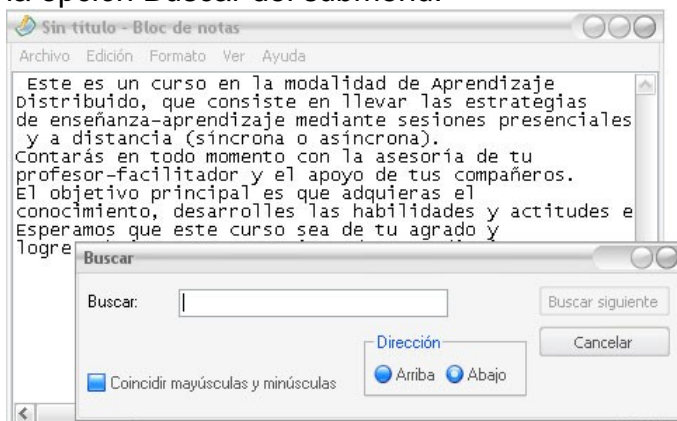 la opción Buscar del submenú.
Sin título - Bloc de notas
Archivo Edición Formato Ver Ayuda
Este es un curso en la modalidad de Aprendizaje
Distribuido, que consiste en llevar las estrategias
de enseñanza-aprendizaje mediante sesiones presenciales
y a distancia (síncrona o asíncrona).
Contarás en todo momento con la asesoría de tu
profesor-facilitador y el apoyo de tus compañeros.
El objetivo principal es que adquieras el
conocimiento, desarrolles las habilidades y actitudes e
Esperamos que este curso sea de tu agrado y
logre
Buscar
Buscar: Buscar siguiente
Dirección Cancelar
Coincidir mayúsculas y minúsculas Arriba Abajo